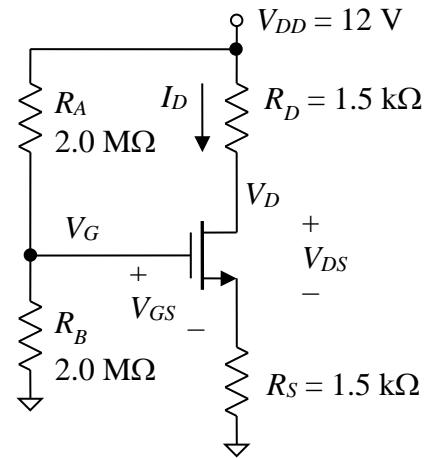 V_DD = 12 V
R_A
2.0 MΩ
I_D
R_D = 1.5 kΩ
V_D
V_G
+
V_DS
–
+
V_GS
–
R_B
2.0 MΩ
R_S = 1.5 kΩ